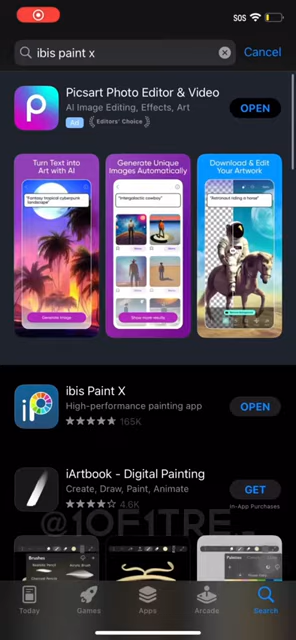 SOS
ibis paint x
Cancel
Picsart Photo Editor & Video
AI Image Editing, Effects, Art
Ad
Editors' Choice
OPEN
Turn Text into
Art with AI
"Fantasy tropical cyberpunk
landscape"
Generate image
Generate Unique
Images Automatically
"Intergalactic cowboy"
Show more results
Download & Edit
Your Artwork
"Astronaut riding a horse"
ibis Paint X
High-performance painting app
165K
OPEN
iP
iArtbook - Digital Painting
Create, Draw, Paint, Animate
4.6K
GET
In-App Purchases
@1OF1TRE
Brushes
Today
Games
Apps
Arcade
Search